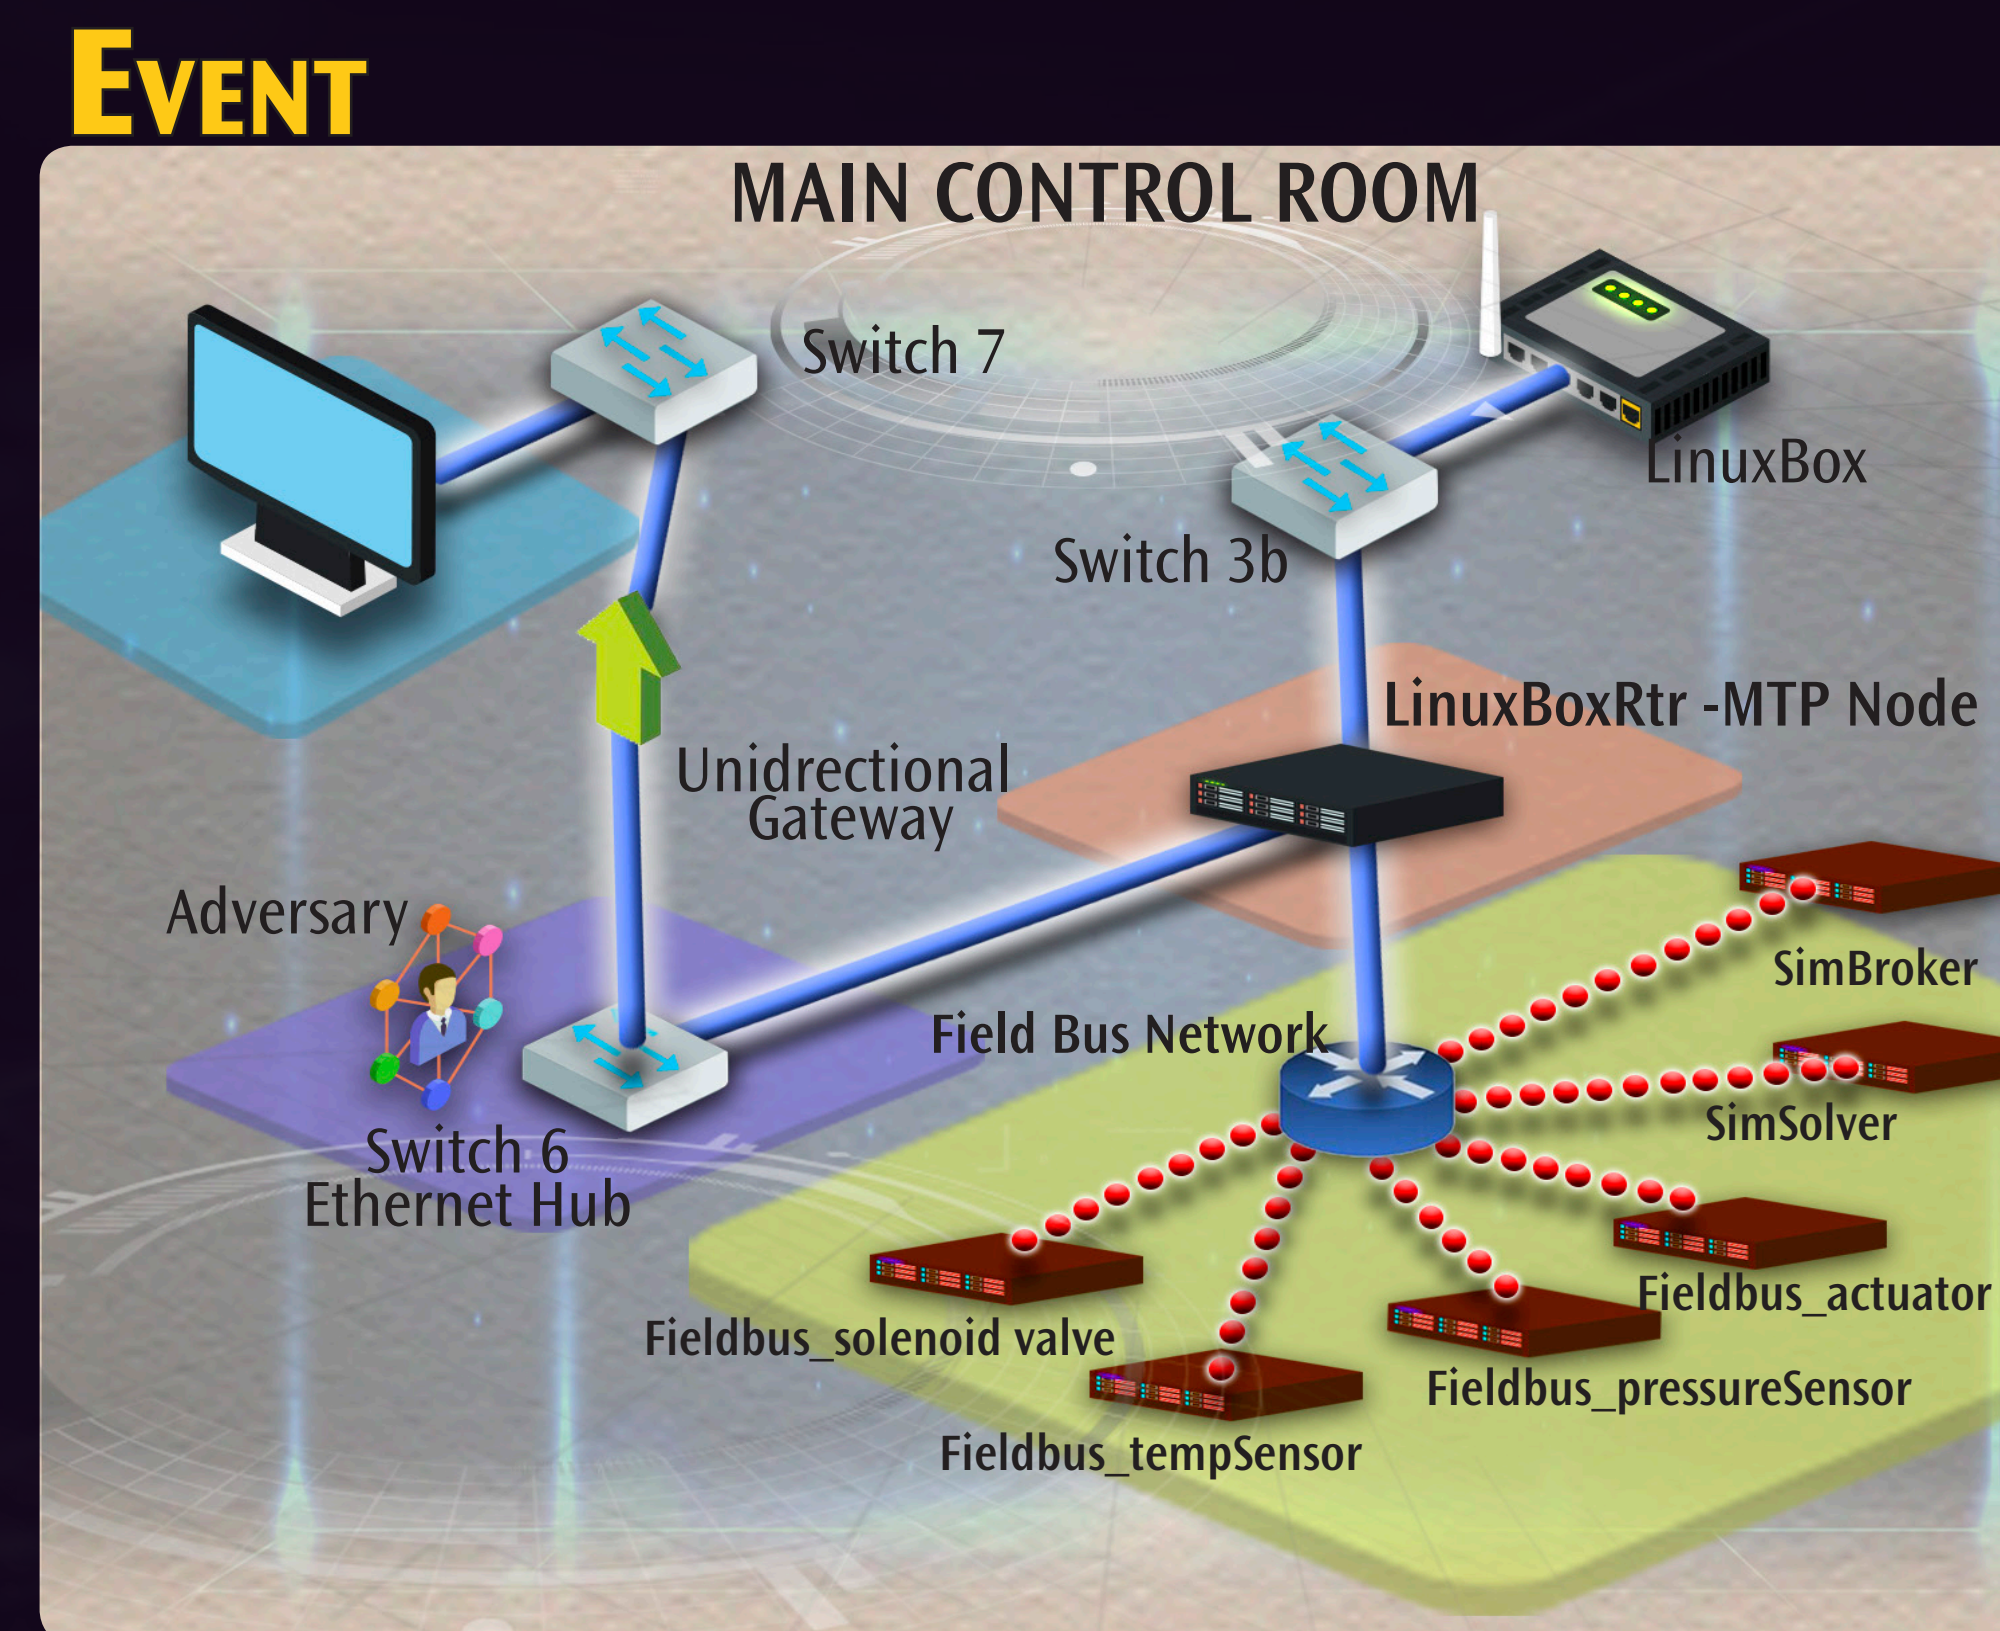 EVENT
MAIN CONTROL ROOM
Switch 7
LinuxBox
Switch 3b
LinuxBoxRtr -MTP Node
Unidrectional
Gateway
Adversary
SimBroker
Field Bus Network
SimSolver
Switch 6
Ethernet Hub
Fieldbus_actuator
Fieldbus_solenoid valve
Fieldbus_pressureSensor
Fieldbus_tempSensor